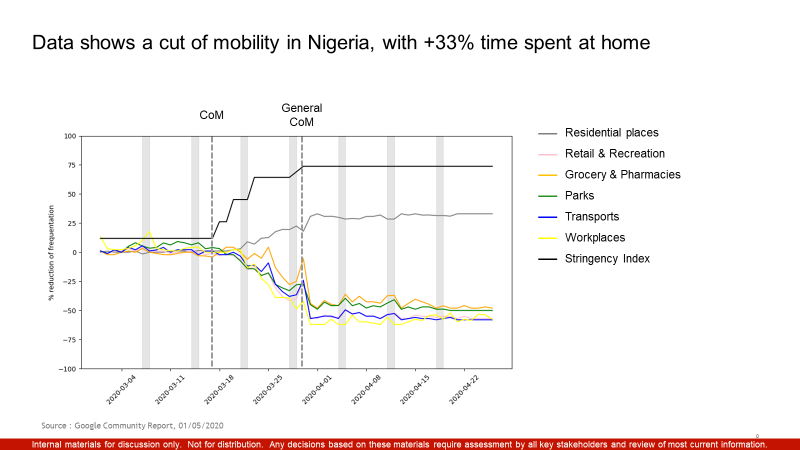 Data shows a cut of mobility in Nigeria, with +33% time spent at home
CoM
General
CoM
100
75
50
25
0
−25
−50
−75
−100
% reduction of frequentation
2020-03-04
2020-03-11
2020-03-18
2020-03-25
2020-04-01
2020-04-08
2020-04-15
2020-04-22
Residential places
Retail & Recreation
Grocery & Pharmacies
Parks
Transports
Workplaces
Stringency Index
Source : Google Community Report, 01/05/2020
Internal materials for discussion only. Not for distribution. Any decisions based on these materials require assessment by all key stakeholders and review of most current information.